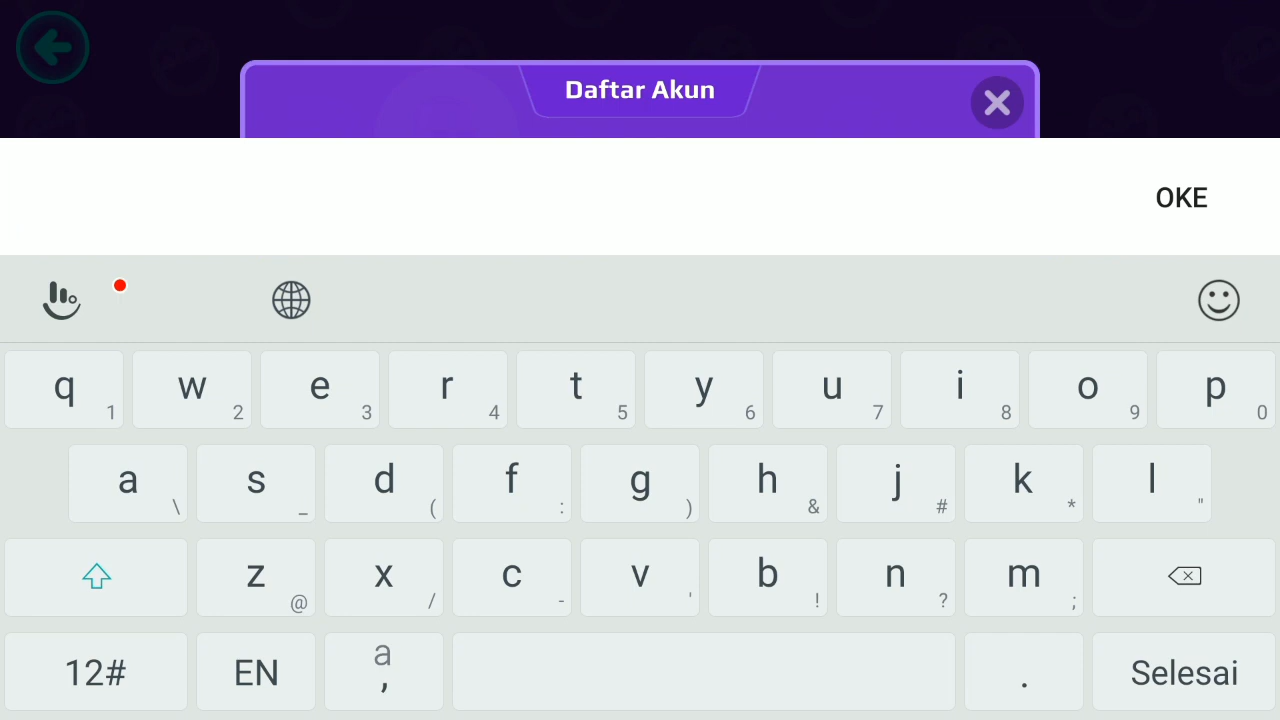 Daftar Akun
OKE
q 1 w 2 e 3 r 4 t 5 y 6 u 7 i 8 o 9 p 0
a \ s _ d ( f : g ) h & j # k * l "
z @ x / c - v ' b ! n ? m ;
12# EN a , . Selesai